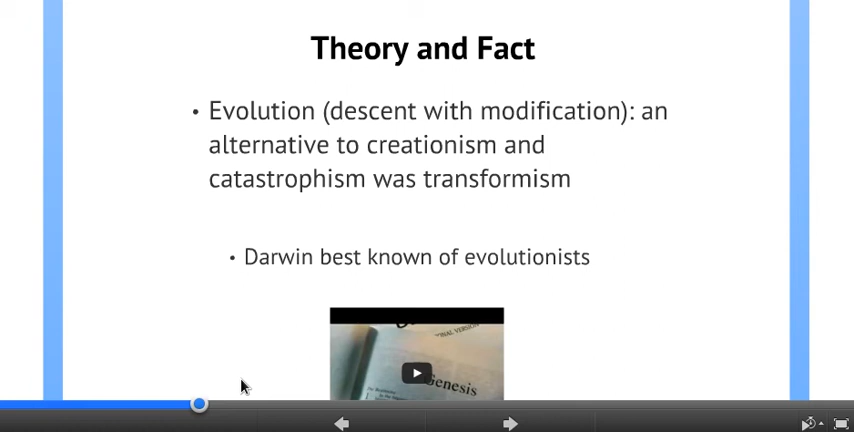 Theory and Fact
• Evolution (descent with modification): an
alternative to creationism and
catastrophism was transformism
• Darwin best known of evolutionists
Genesis